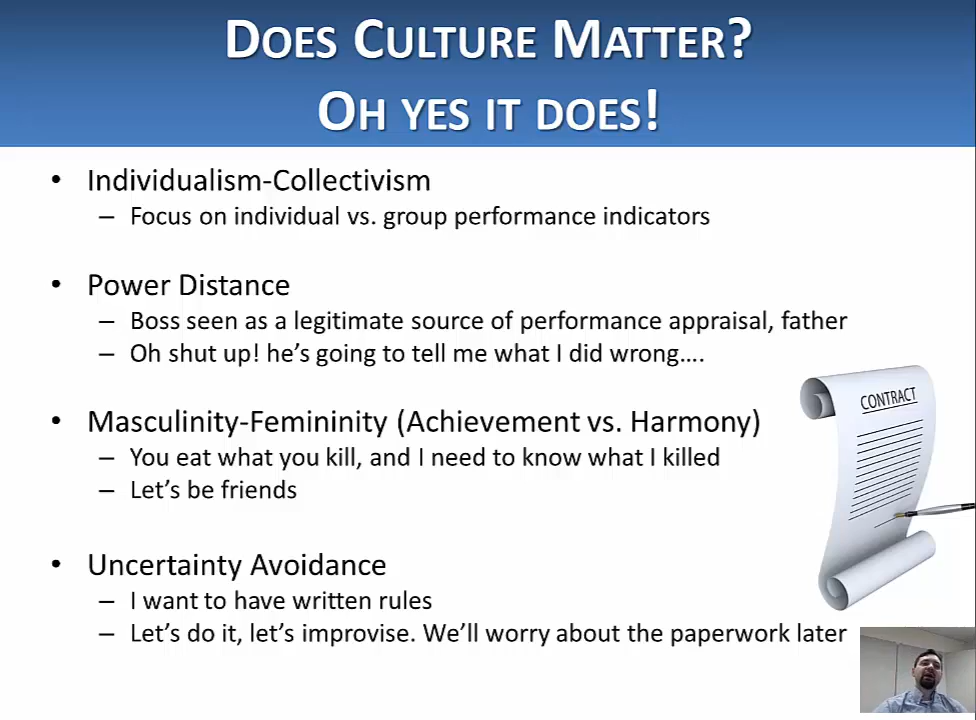 DOES CULTURE MATTER?
OH YES IT DOES!
• Individualism-Collectivism
– Focus on individual vs. group performance indicators
• Power Distance
– Boss seen as a legitimate source of performance appraisal, father
– Oh shut up! he's going to tell me what I did wrong….
• Masculinity-Femininity (Achievement vs. Harmony)
– You eat what you kill, and I need to know what I killed
– Let's be friends
CONTRACT
• Uncertainty Avoidance
– I want to have written rules
– Let's do it, let's improvise. We'll worry about the paperwork later